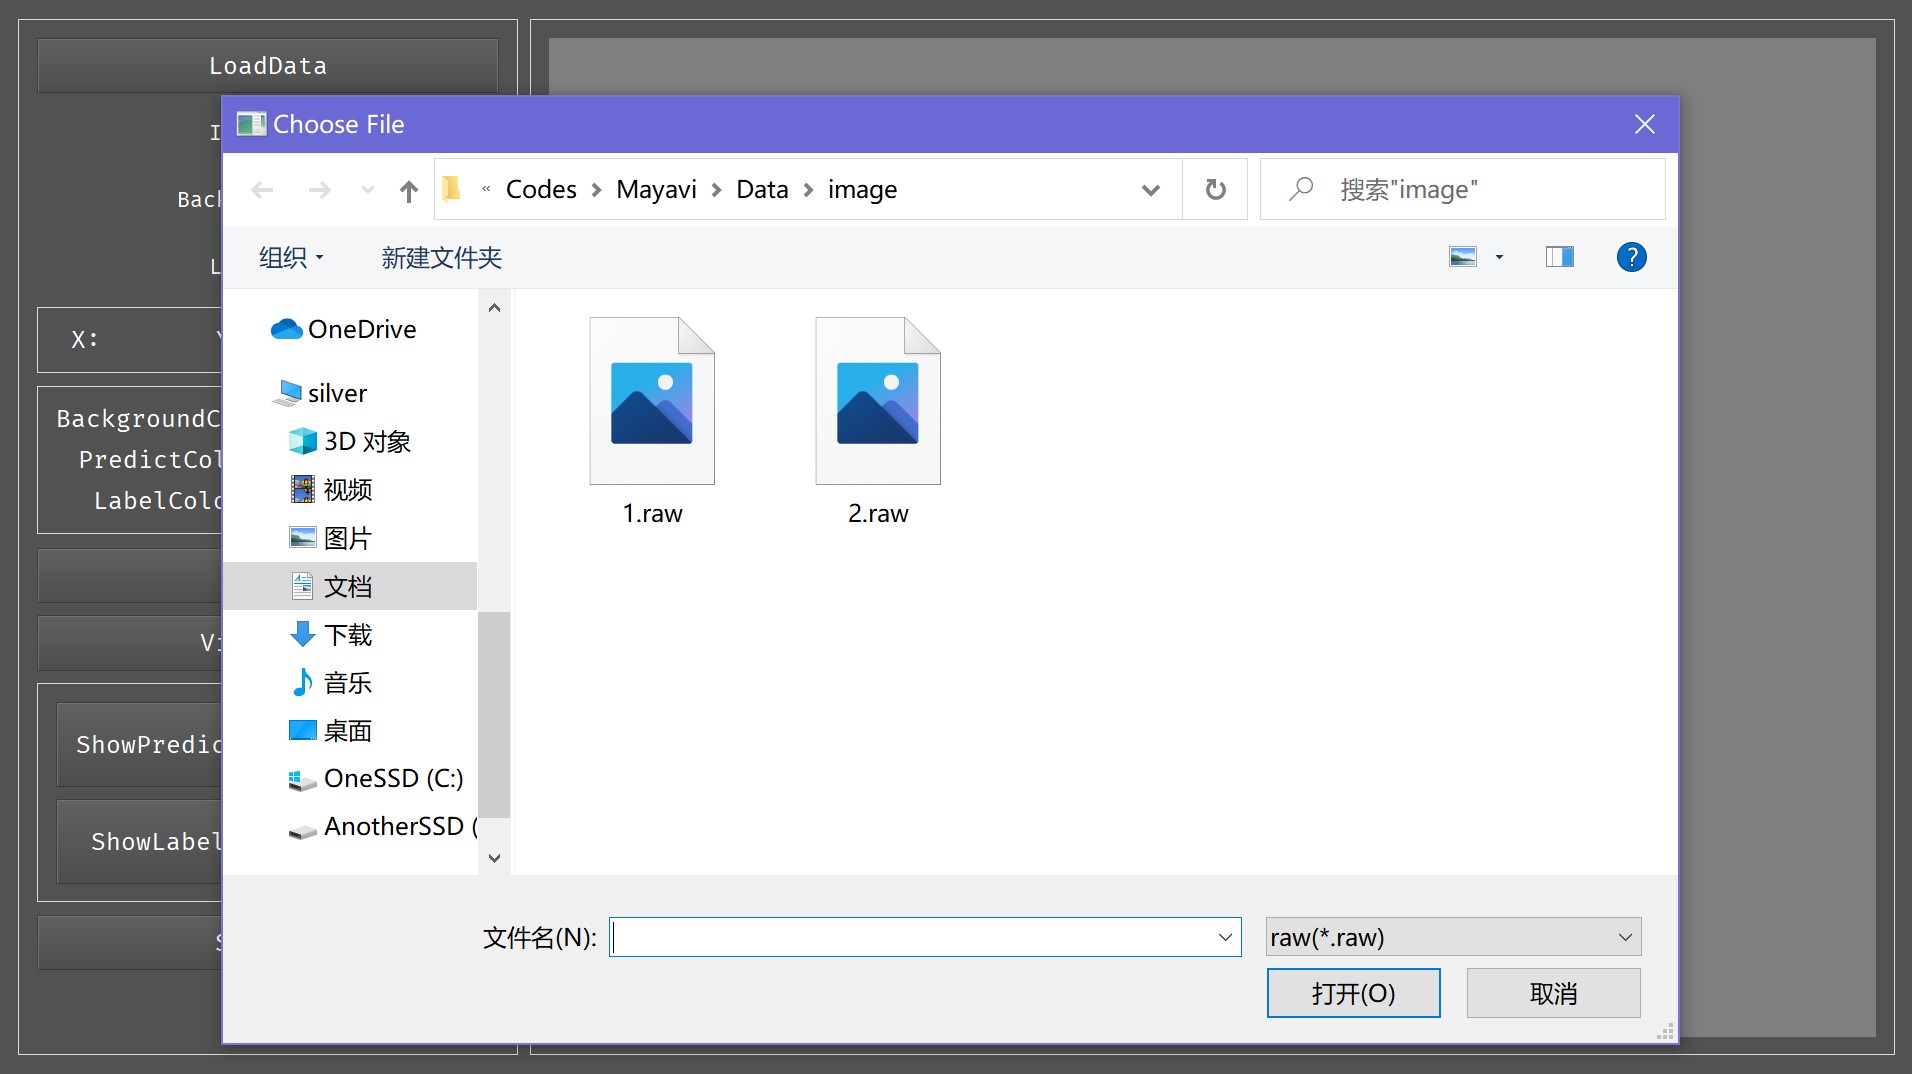 LoadData
Choose File
« Codes > Mayavi > Data > image
搜索"image"
组织 新建文件夹
?
X:
BackgroundC
PredictCol
LabelColo
ShowPredic
ShowLabel
OneDrive
silver
3D 对象
视频
图片
文档
下载
音乐
桌面
OneSSD (C:)
AnotherSSD (
1.raw
2.raw
文件名(N):
raw(*.raw)
打开(O)
取消